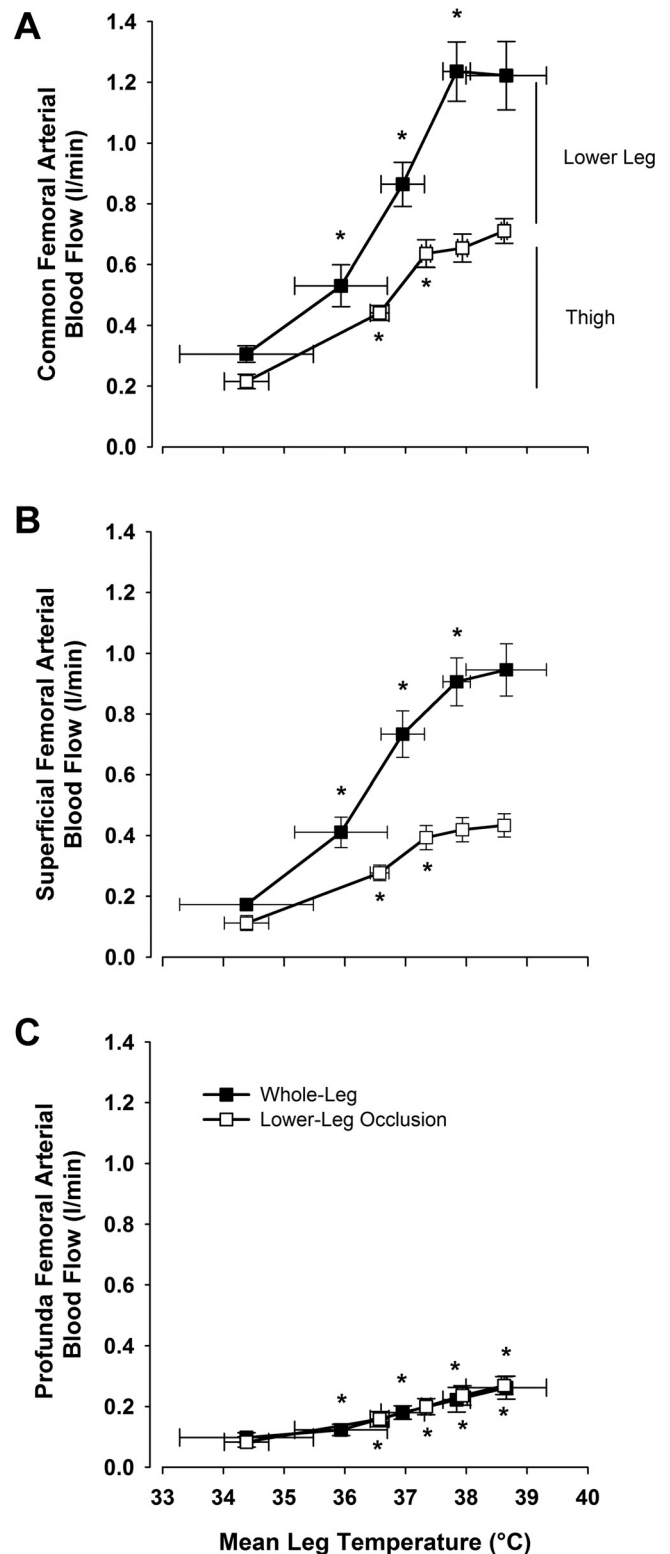 A
Common Femoral Arterial
Blood Flow (l/min)
1.4
1.2
1.0
0.8
0.6
0.4
0.2
0.0
*
*
*
*
*
Lower Leg
Thigh
B
Superficial Femoral Arterial
Blood Flow (l/min)
1.4
1.2
1.0
0.8
0.6
0.4
0.2
0.0
*
*
*
*
*
C
Profunda Femoral Arterial
Blood Flow (l/min)
1.4
1.2
1.0
0.8
0.6
0.4
0.2
0.0
Whole-Leg
Lower-Leg Occlusion
*
*
*
*
*
*
*
*
33 34 35 36 37 38 39 40
Mean Leg Temperature (°C)